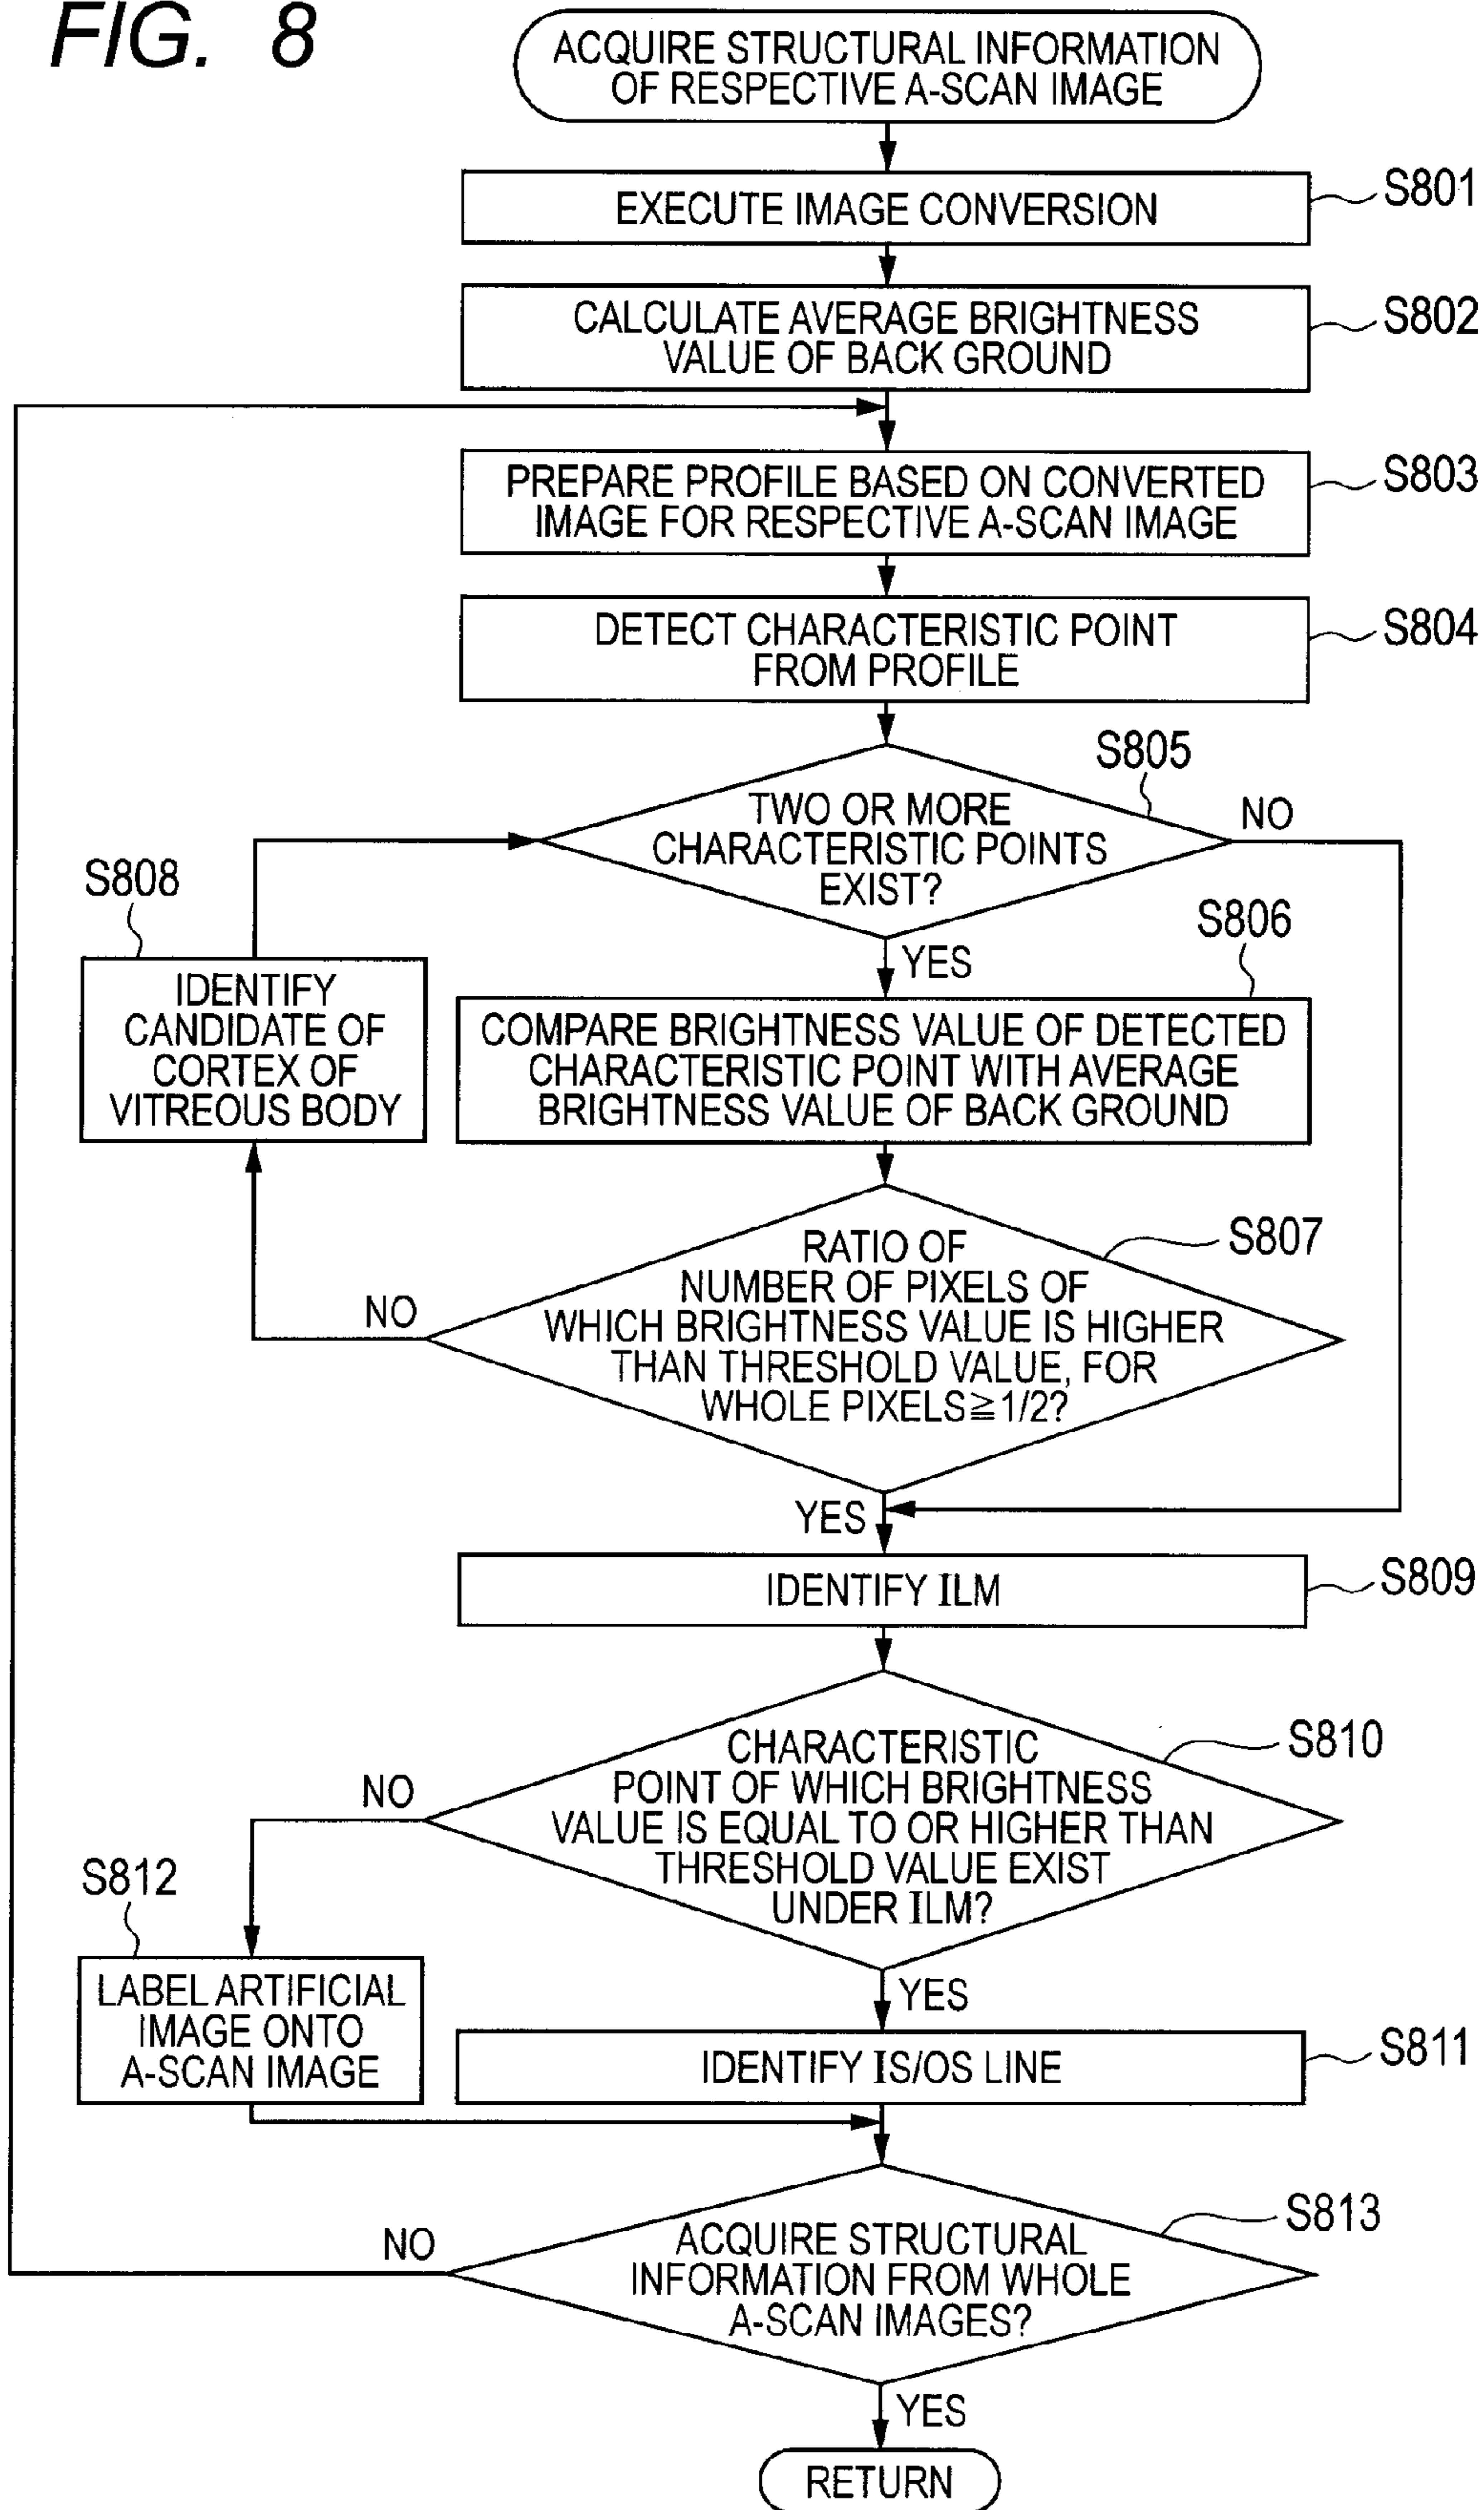 FIG. 8
ACQUIRE STRUCTURAL INFORMATION
OF RESPECTIVE A-SCAN IMAGE
EXECUTE IMAGE CONVERSION
S801
CALCULATE AVERAGE BRIGHTNESS
VALUE OF BACK GROUND
S802
PREPARE PROFILE BASED ON CONVERTED
IMAGE FOR RESPECTIVE A-SCAN IMAGE
S803
DETECT CHARACTERISTIC POINT
FROM PROFILE
S804
S805
TWO OR MORE
CHARACTERISTIC POINTS
EXIST?
NO
YES
S808
IDENTIFY
CANDIDATE OF
CORTEX OF
VITREOUS BODY
S806
COMPARE BRIGHTNESS VALUE OF DETECTED
CHARACTERISTIC POINT WITH AVERAGE
BRIGHTNESS VALUE OF BACK GROUND
S807
RATIO OF
NUMBER OF PIXELS OF
WHICH BRIGHTNESS VALUE IS HIGHER
THAN THRESHOLD VALUE, FOR
WHOLE PIXELS≧1/2?
NO
YES
IDENTIFY ILM
S809
S810
CHARACTERISTIC
POINT OF WHICH BRIGHTNESS
VALUE IS EQUAL TO OR HIGHER THAN
THRESHOLD VALUE EXIST
UNDER ILM?
NO
YES
S812
LABEL ARTIFICIAL
IMAGE ONTO
A-SCAN IMAGE
IDENTIFY IS/OS LINE
S811
S813
ACQUIRE STRUCTURAL
INFORMATION FROM WHOLE
A-SCAN IMAGES?
NO
YES
RETURN